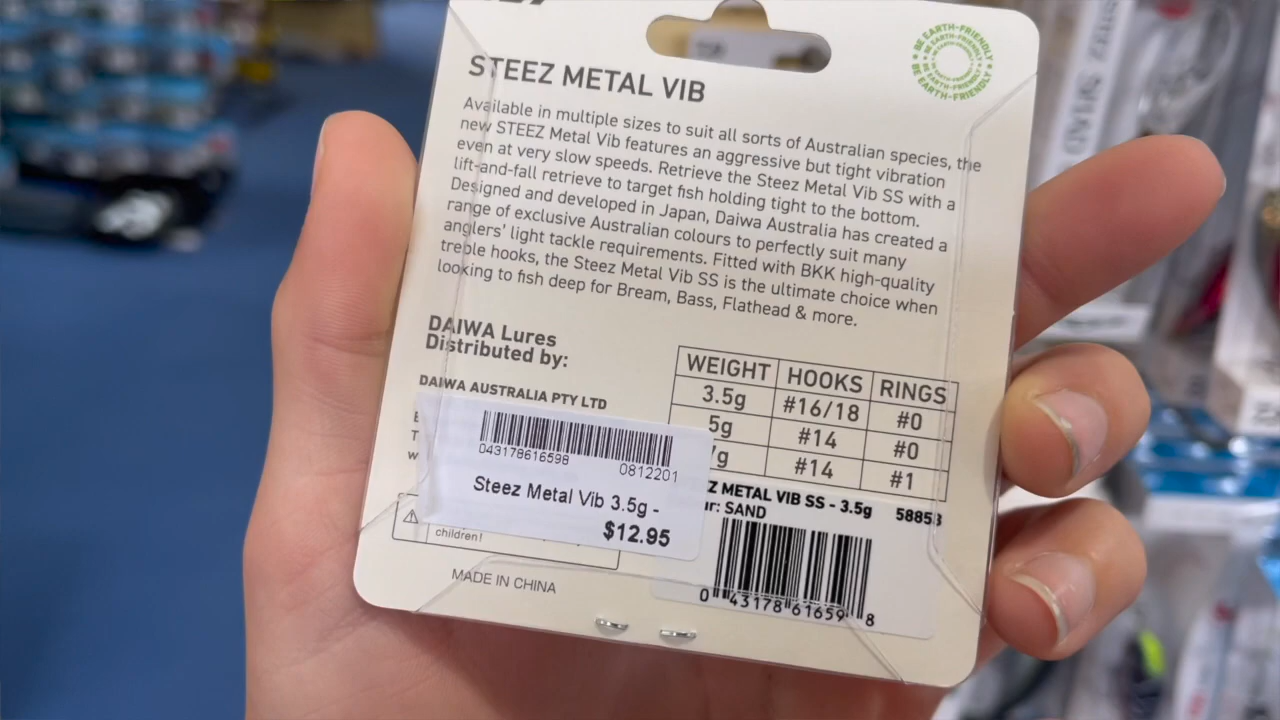 STEEZ METAL VIB
Available in multiple sizes to suit all sorts of Australian species, the
new STEEZ Metal Vib features an aggressive but tight vibration
even at very slow speeds. Retrieve the Steez Metal Vib SS with a
lift-and-fall retrieve to target fish holding tight to the bottom.
Designed and developed in Japan, Daiwa Australia has created a
range of exclusive Australian colours to perfectly suit many
anglers' light tackle requirements. Fitted with BKK high-quality
treble hooks, the Steez Metal Vib SS is the ultimate choice when
looking to fish deep for Bream, Bass, Flathead & more.
BE EARTH-FRIENDLY
BE EARTH-FRIENDLY
DAIWA Lures
Distributed by:
DAIWA AUSTRALIA PTY LTD
WEIGHT HOOKS RINGS
3.5g #16/18 #0
5g #14 #0
g #14 #1
043178616598 0812201
Steez Metal Vib 3.5g -
$12.95
Z METAL VIB SS - 3.5g 58853
r: SAND
0 43178 61659 8
children!
MADE IN CHINA